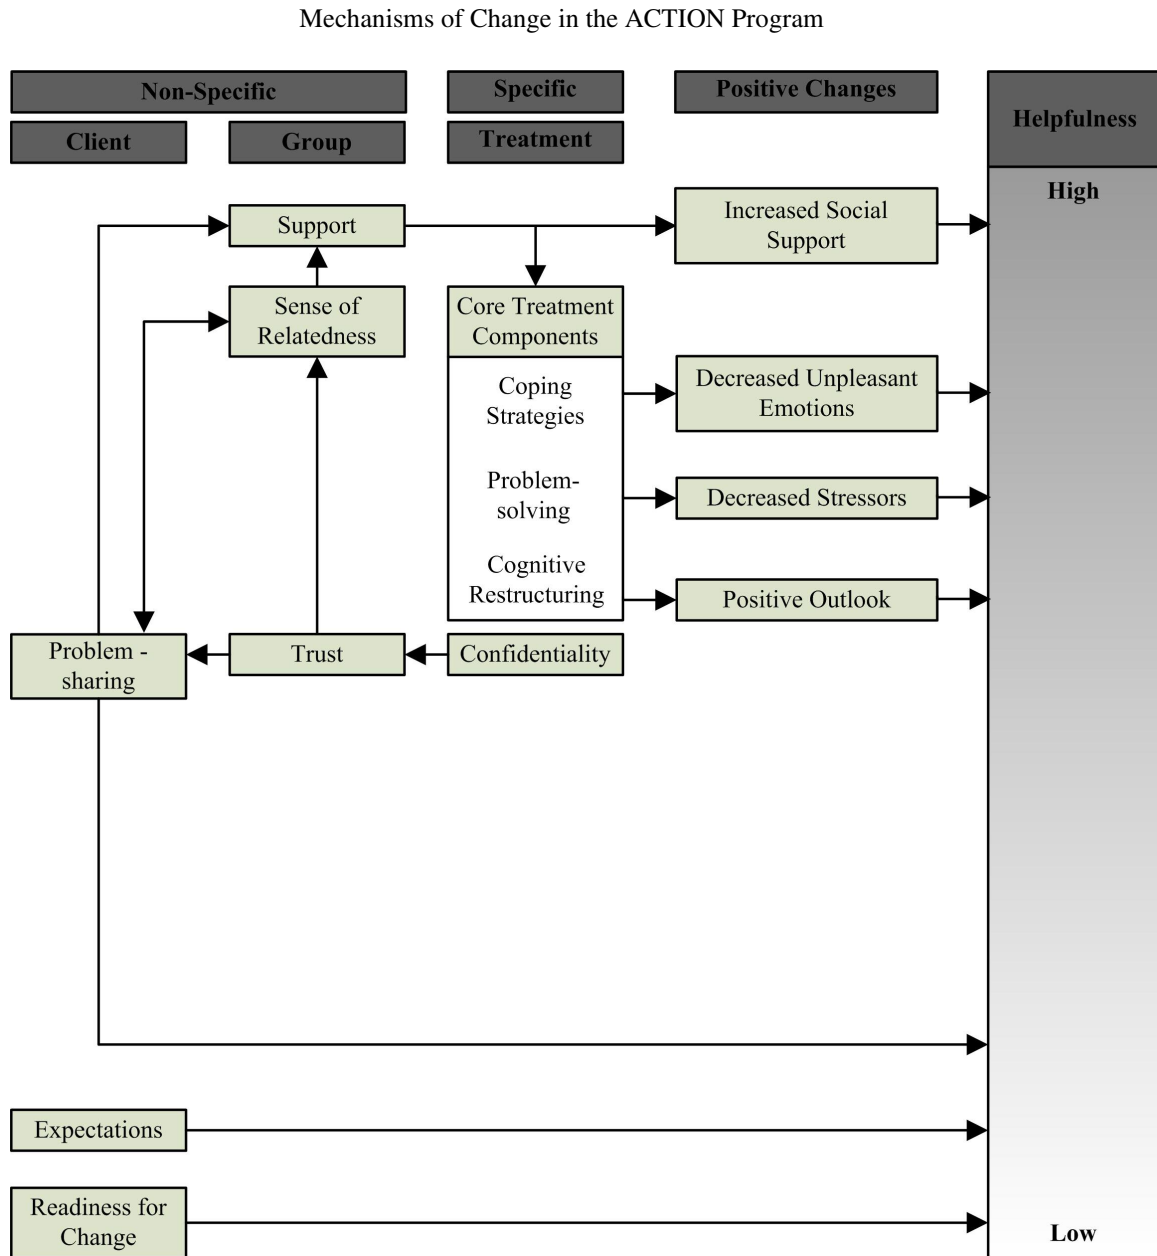 Mechanisms of Change in the ACTION Program
Non-Specific
Specific
Positive Changes
Helpfulness
Client
Group
Treatment
High
Support
Increased Social
Support
Sense of
Relatedness
Core Treatment
Components
Coping
Strategies
Decreased Unpleasant
Emotions
Problem-
solving
Decreased Stressors
Cognitive
Restructuring
Positive Outlook
Problem -
sharing
Trust
Confidentiality
Expectations
Readiness for
Change
Low